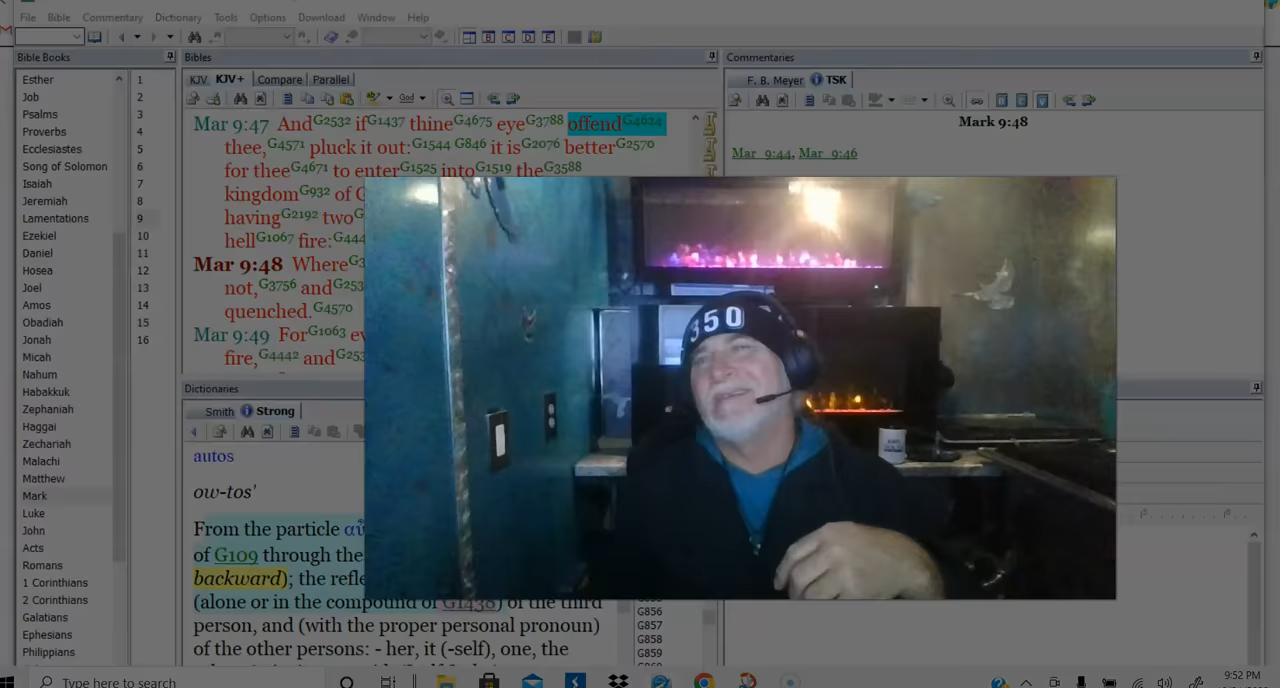 File Bible Commentary Dictionary Tools Options Download Window Help
B C D E
Bible Books
Esther
Job
Psalms
Proverbs
Ecclesiastes
Song of Solomon
Isaiah
Jeremiah
Lamentations
Ezekiel
Daniel
Hosea
Joel
Amos
Obadiah
Jonah
Micah
Nahum
Habakkuk
Zephaniah
Haggai
Zechariah
Malachi
Matthew
Mark
Luke
John
Acts
Romans
1 Corinthians
2 Corinthians
Galatians
Ephesians
Philippians
1
2
3
4
5
6
7
8
9
10
11
12
13
14
15
16
Bibles
KJV KJV+ Compare Parallel
God
Mar 9:47 And G2532 if G1437 thine G4675 eye G3788 offend G4624
thee, G4571 pluck it out: G1544 G846 it is G2076 better G2570
for thee G4671 to enter G1525 into G1519 the G3588
kingdom G932 of
having G2192 two
hell G1067 fire:
Mar 9:48 Where
not, G3756 and
quenched. G4570
Mar 9:49 For G1063
fire, G4442 and
Dictionaries
Smith Strong
autos
ow-tos'
From the particle
of G109 through the
backward); the
(alone or in the compound of G1438) of the third
person, and (with the proper personal pronoun)
of the other persons: - her, it (-self), one, the
G856
G857
G858
G859
Commentaries
F. B. Meyer TSK
Mark 9:48
Mar_9:44, Mar_9:46
350
Type here to search
9:52 PM